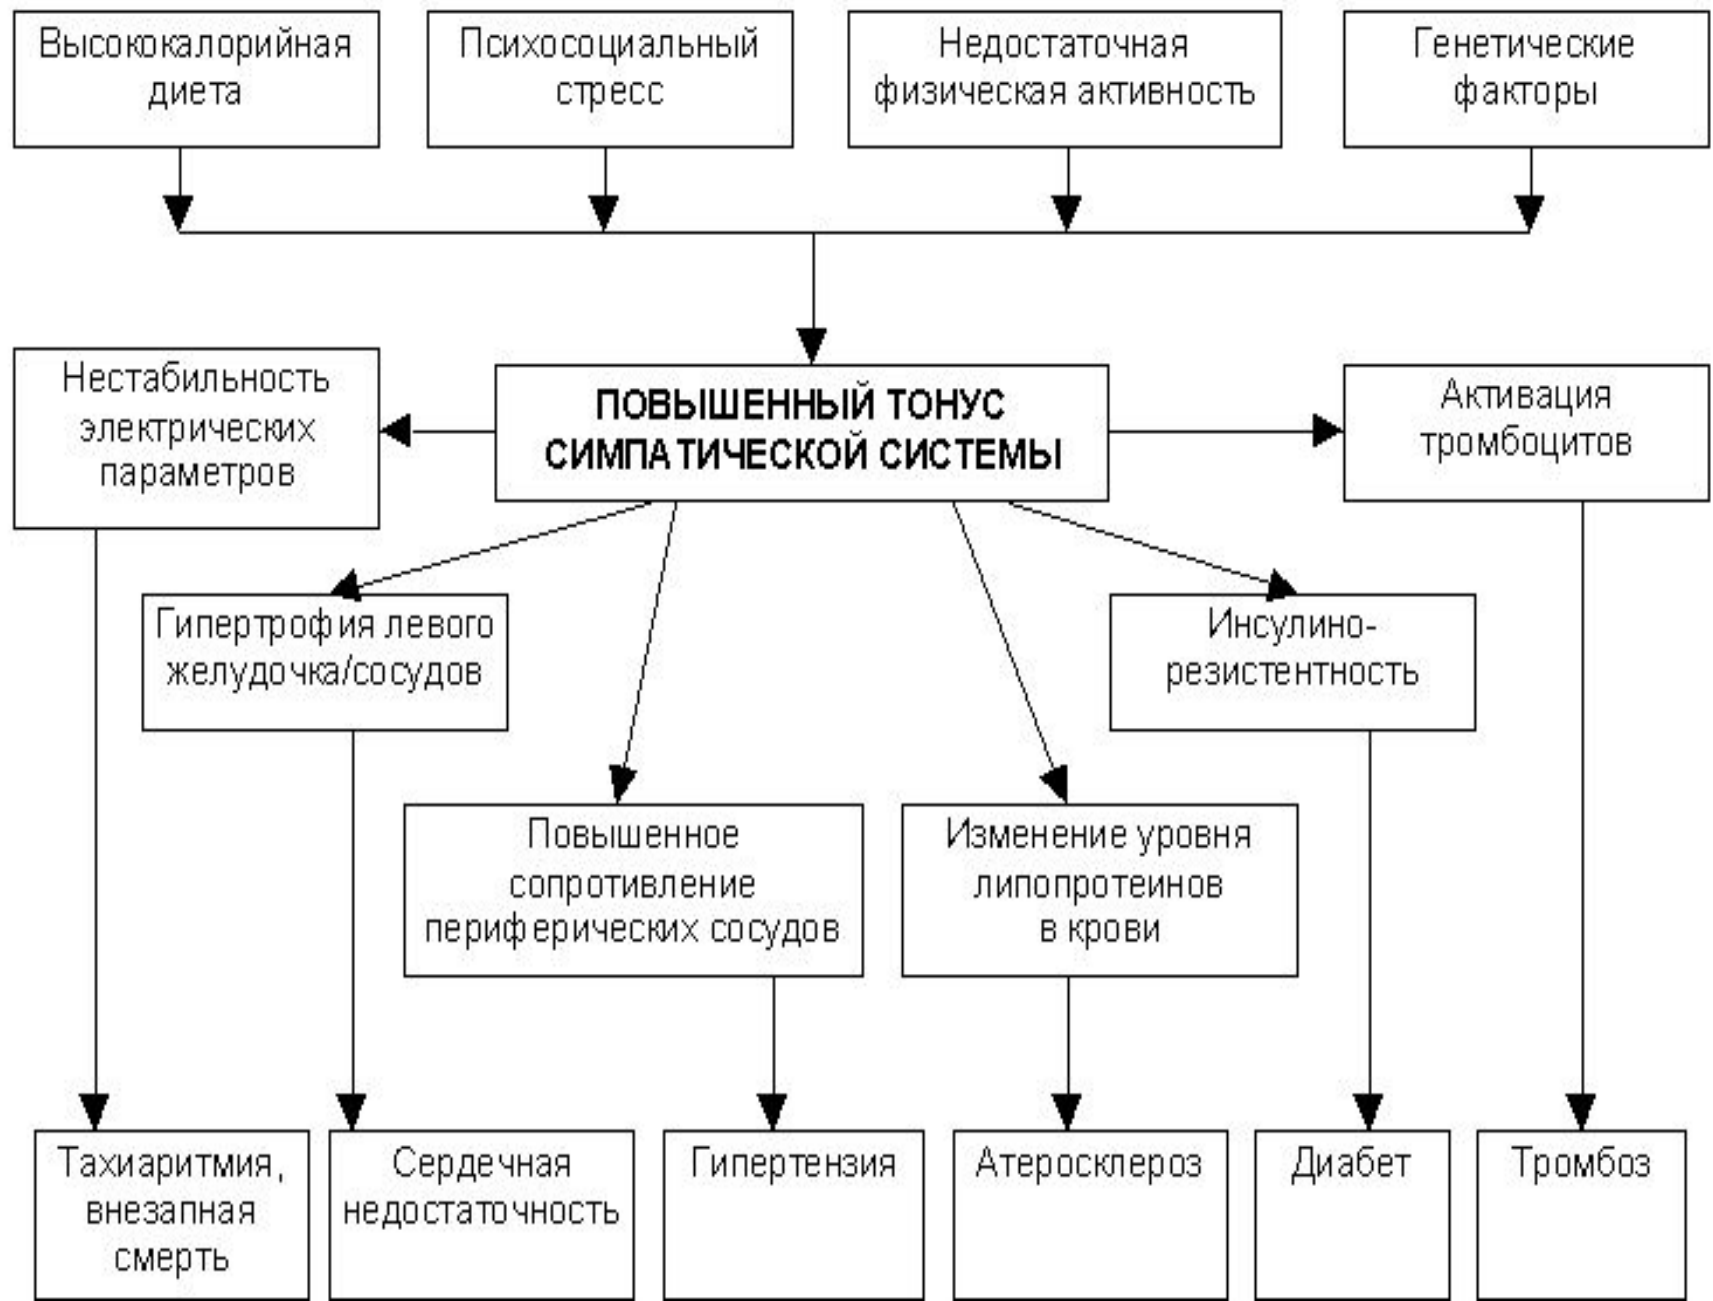 Высококалорийная
диета
Психосоциальный
стресс
Недостаточная
физическая активность
Генетические
факторы
Нестабильность
электрических
параметров
ПОВЫШЕННЫЙ ТОНУС
СИМПАТИЧЕСКОЙ СИСТЕМЫ
Активация
тромбоцитов
Гипертрофия левого
желудочка/сосудов
Инсулино-
резистентность
Повышенное
сопротивление
периферических сосудов
Изменение уровня
липопротеинов
в крови
Тахиаритмия,
внезапная
смерть
Сердечная
недостаточность
Гипертензия
Атеросклероз
Диабет
Тромбоз